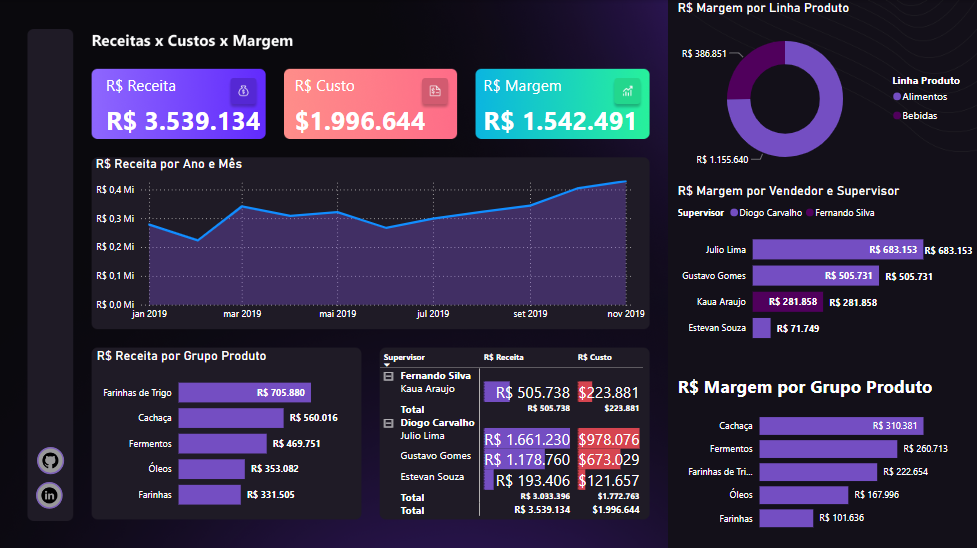 Receitas x Custos x Margem
R$ Receita
R$ 3.539.134
R$ Custo
$1.996.644
R$ Margem
R$ 1.542.491
R$ Receita por Ano e Mês
R$ 0,4 Mi
R$ 0,3 Mi
R$ 0,2 Mi
R$ 0,1 Mi
R$ 0,0 Mi
jan 2019 mar 2019 mai 2019 jul 2019 set 2019 nov 2019
R$ Receita por Grupo Produto
Farinhas de Trigo R$ 705.880
Cachaça R$ 560.016
Fermentos R$ 469.751
Óleos R$ 353.082
Farinhas R$ 331.505
Supervisor R$ Receita R$ Custo
Fernando Silva
Kaua Araujo R$ 505.738 $223.881
Total R$ 505.738 $223.881
Diogo Carvalho
Julio Lima R$ 1.661.230 $978.076
Gustavo Gomes R$ 1.178.760 $673.029
Estevan Souza R$ 193.406 $121.657
Total R$ 3.033.396 $1.772.763
Total R$ 3.539.134 $1.996.644
in
R$ Margem por Linha Produto
R$ 386.851
R$ 1.155.640
Linha Produto
Alimentos
Bebidas
R$ Margem por Vendedor e Supervisor
Supervisor Diogo Carvalho Fernando Silva
Julio Lima R$ 683.153 R$ 683.153
Gustavo Gomes R$ 505.731 R$ 505.731
Kaua Araujo R$ 281.858 R$ 281.858
Estevan Souza R$ 71.749
R$ Margem por Grupo Produto
Cachaça R$ 310.381
Fermentos R$ 260.713
Farinhas de Tri... R$ 222.654
Óleos R$ 167.996
Farinhas R$ 101.636